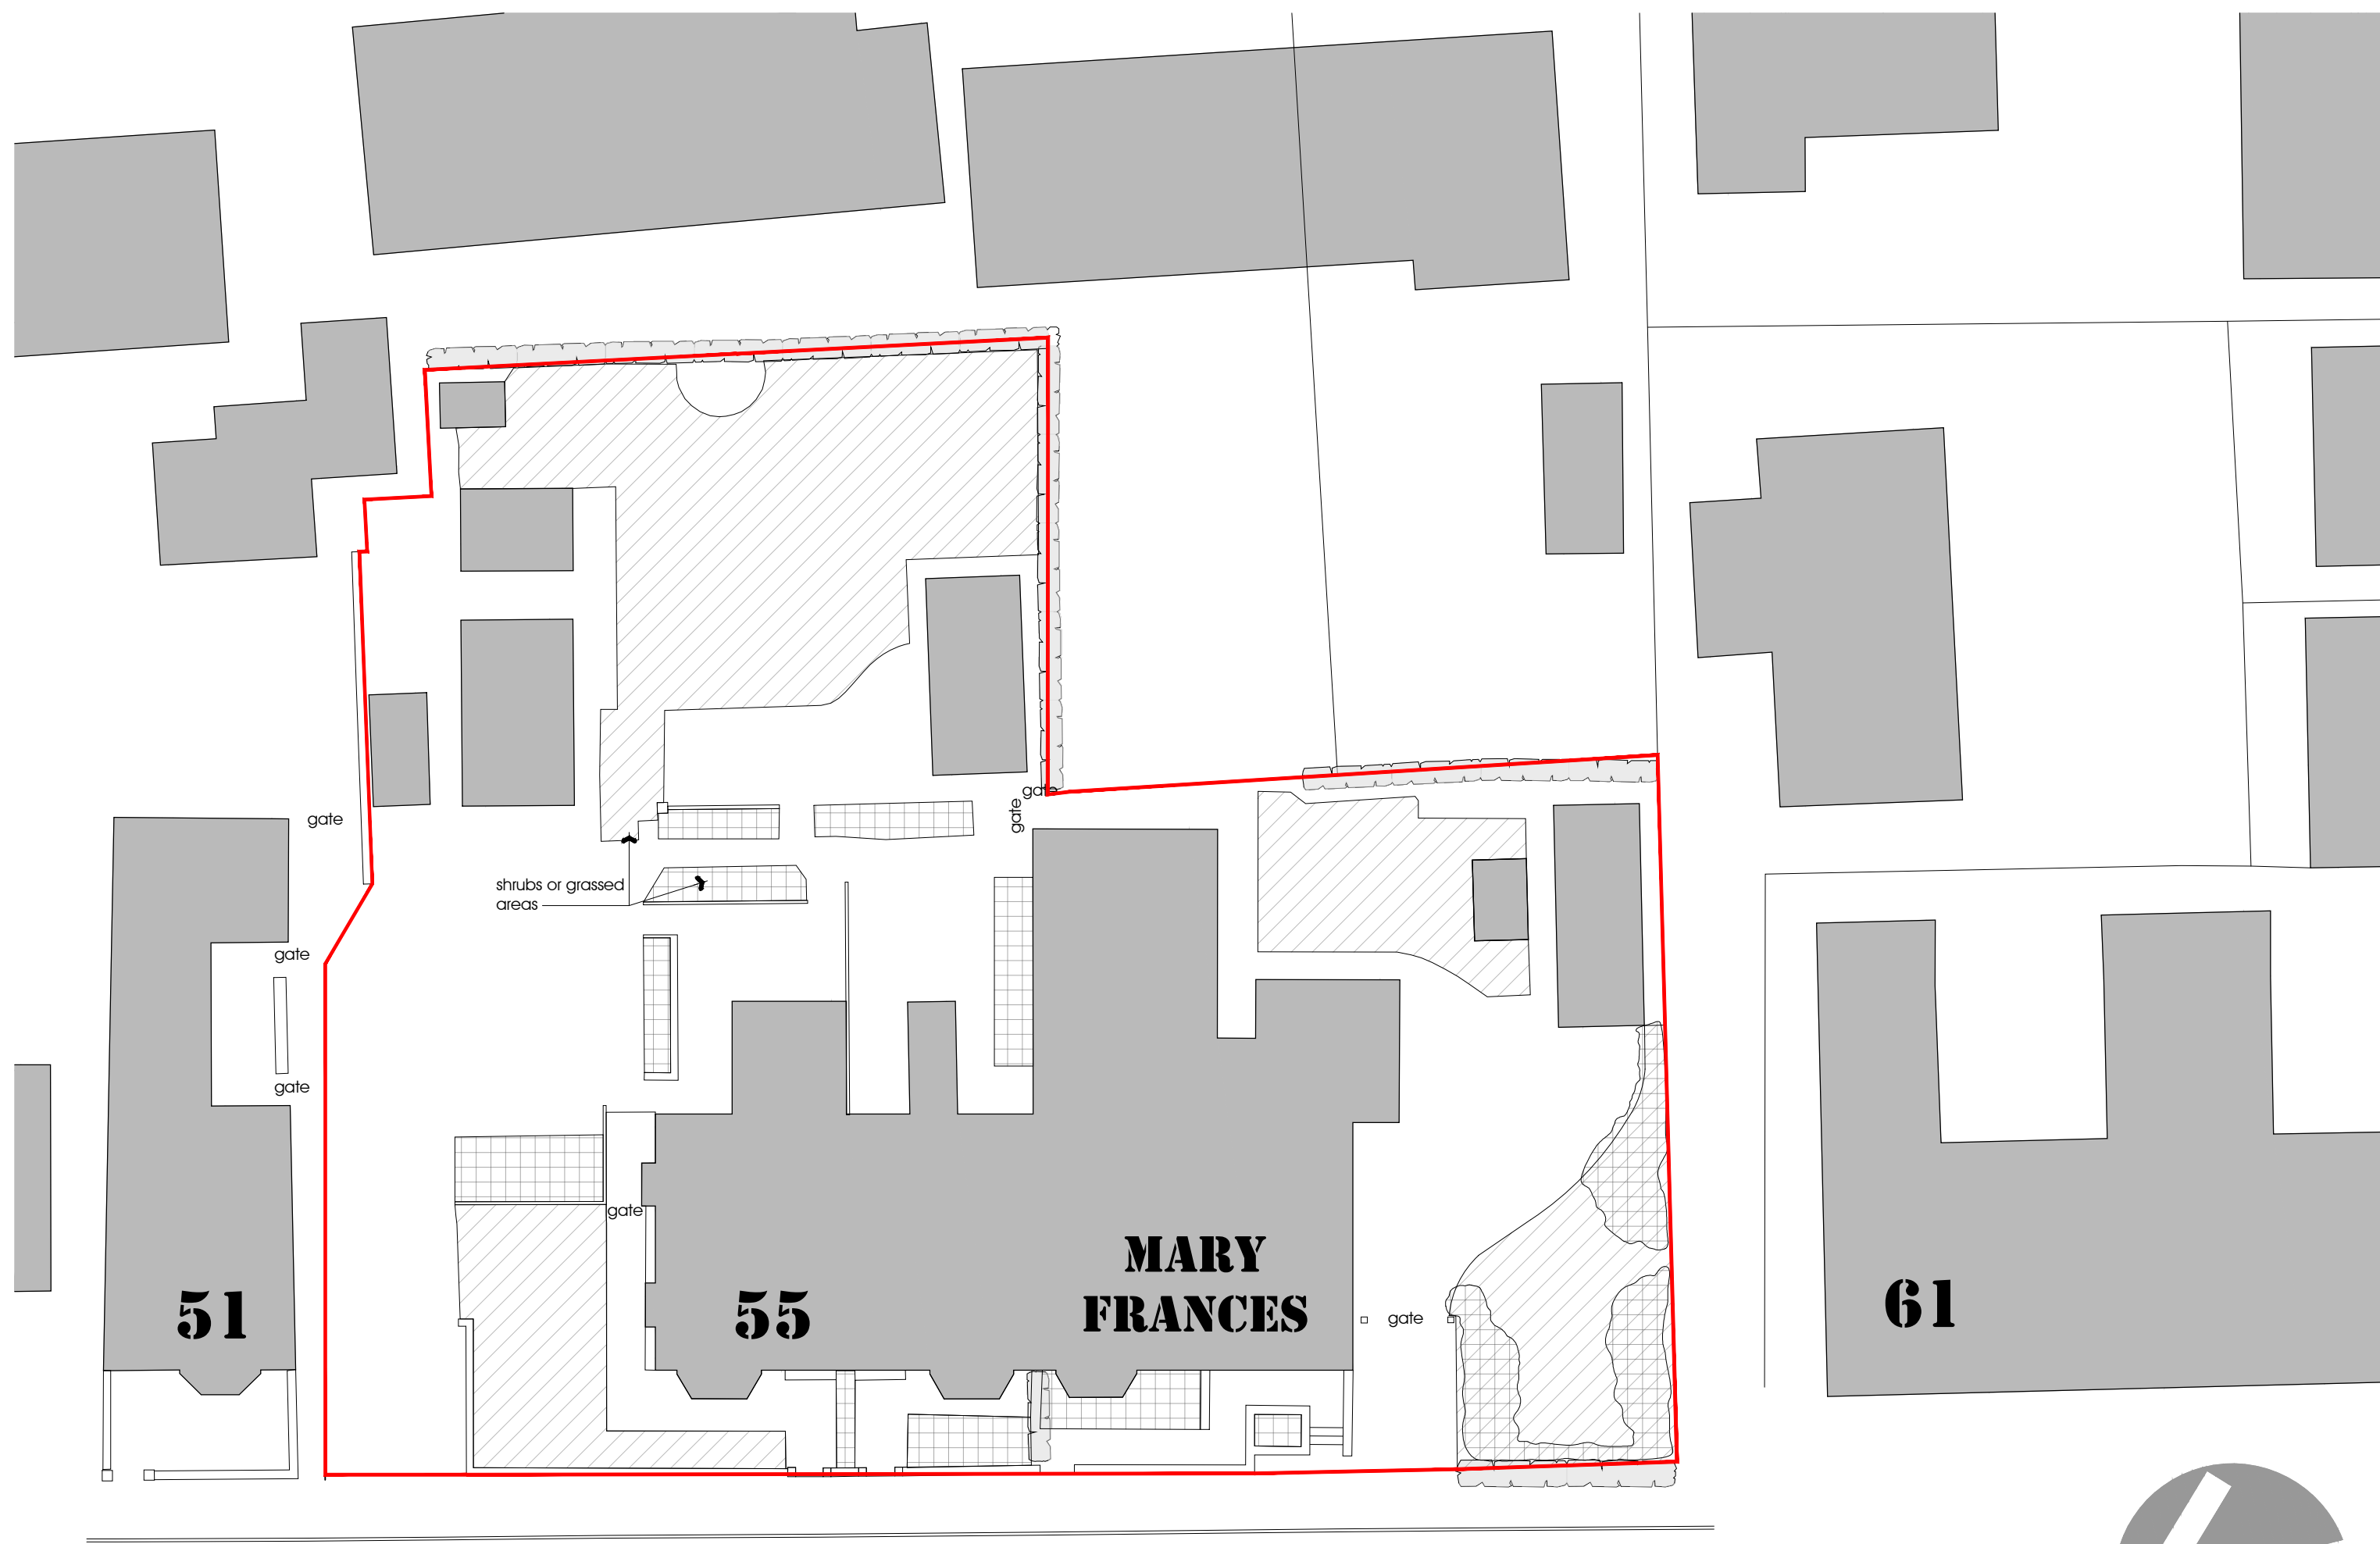 gate
gate
gate
shrubs or grassed
areas
gate
gate
gate
MARY
FRANCES
51
55
gate
61